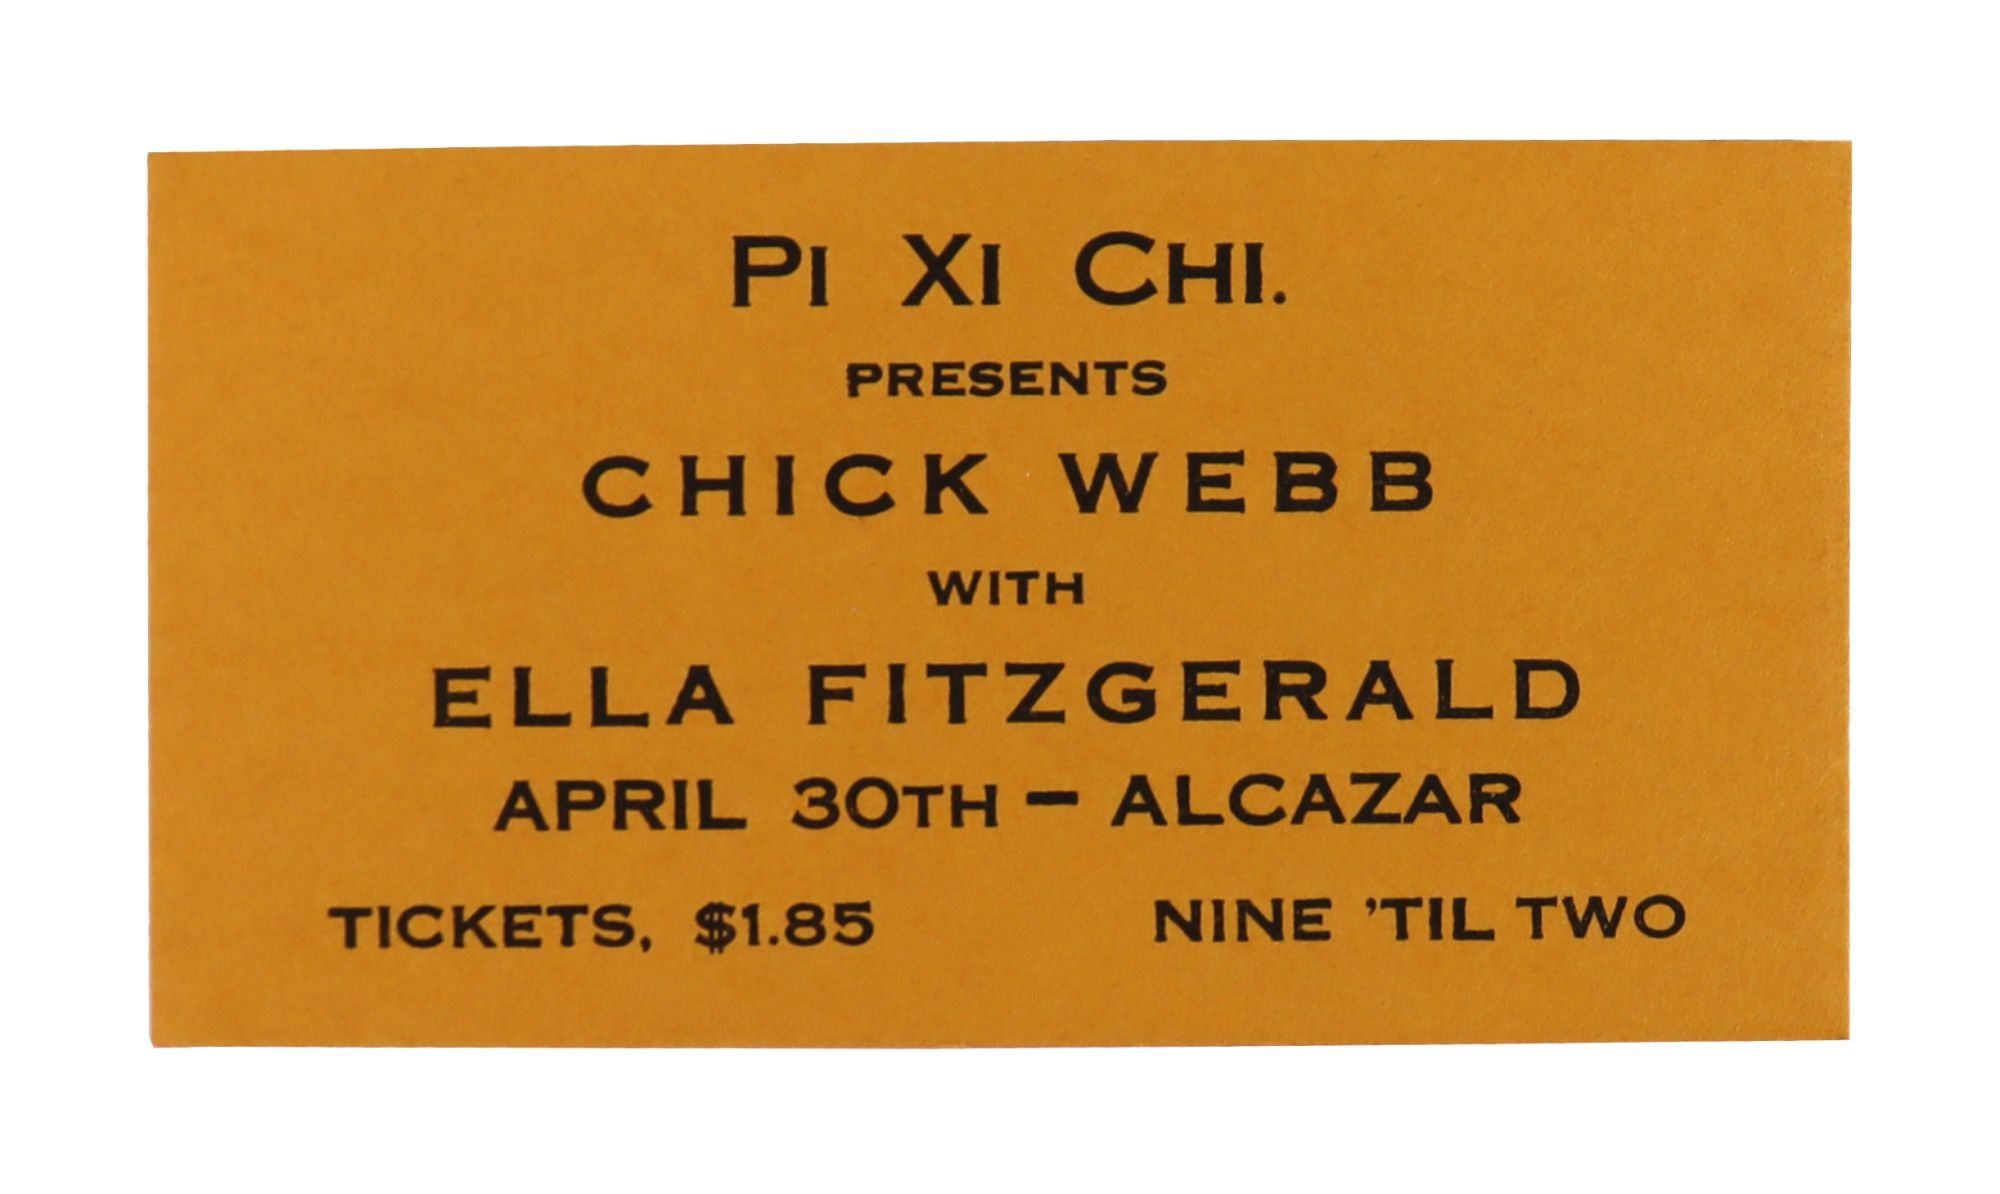 PI XI CHI.
PRESENTS
CHICK WEBB
WITH
ELLA FITZGERALD
APRIL 30TH - ALCAZAR
TICKETS, $1.85 NINE 'TIL TWO